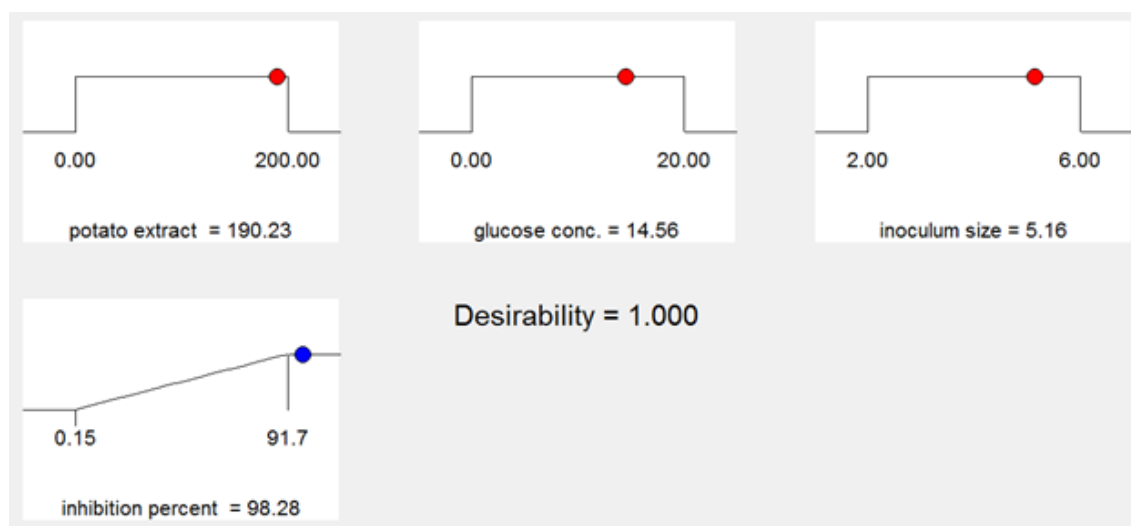 0.00 200.00
potato extract = 190.23
0.00 20.00
glucose conc. = 14.56
2.00 6.00
inoculum size = 5.16
0.15 91.7
inhibition percent = 98.28
Desirability = 1.000